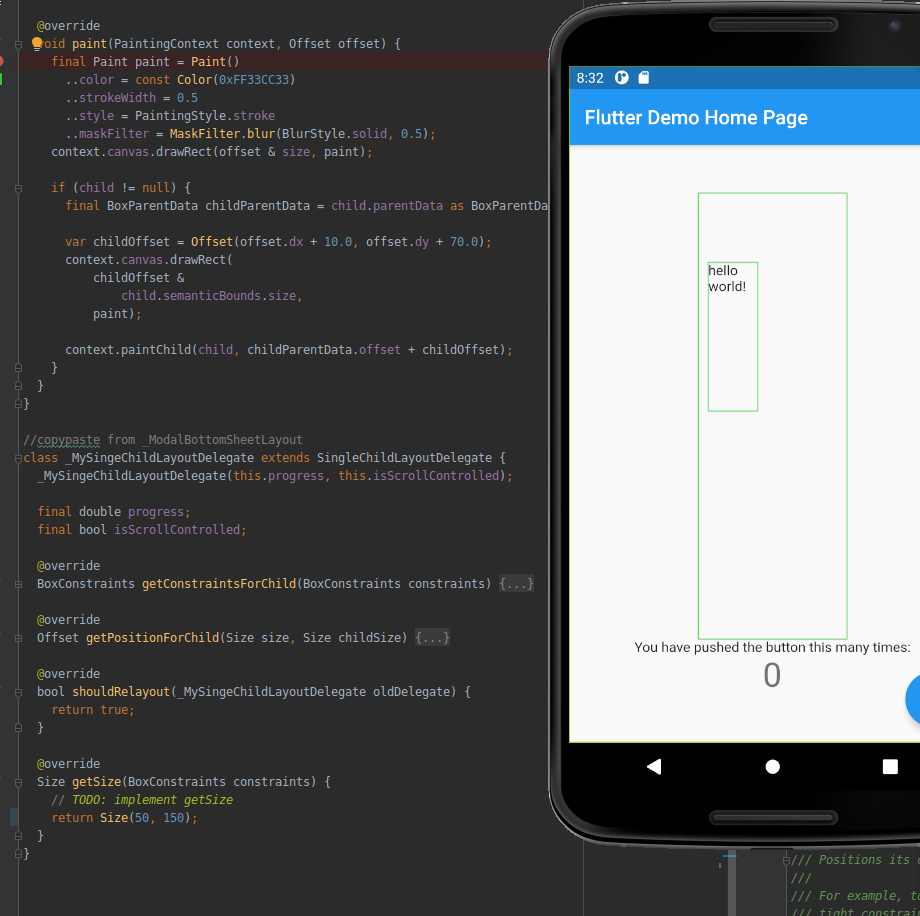 @override
void paint(PaintingContext context, Offset offset) {
final Paint paint = Paint()
..color = const Color(0xFF33CC33)
..strokeWidth = 0.5
..style = PaintingStyle.stroke
..maskFilter = MaskFilter.blur(BlurStyle.solid, 0.5);
context.canvas.drawRect(offset & size, paint);
if (child != null) {
final BoxParentData childParentData = child.parentData as BoxParentDa
var childOffset = Offset(offset.dx + 10.0, offset.dy + 70.0);
context.canvas.drawRect(
childOffset &
child.semanticBounds.size,
paint);
context.paintChild(child, childParentData.offset + childOffset);
}
}
}
//copypaste from _ModalBottomSheetLayout
class _MySingeChildLayoutDelegate extends SingleChildLayoutDelegate {
_MySingeChildLayoutDelegate(this.progress, this.isScrollControlled);
final double progress;
final bool isScrollControlled;
@override
BoxConstraints getConstraintsForChild(BoxConstraints constraints) {...}
@override
Offset getPositionForChild(Size size, Size childSize) {...}
@override
bool shouldRelayout(_MySingeChildLayoutDelegate oldDelegate) {
return true;
}
@override
Size getSize(BoxConstraints constraints) {
// TODO: implement getSize
return Size(50, 150);
}
}
8:32
Flutter Demo Home Page
hello
world!
You have pushed the button this many times:
0
/// Positions its
///
/// For example, to
/// tight constrai